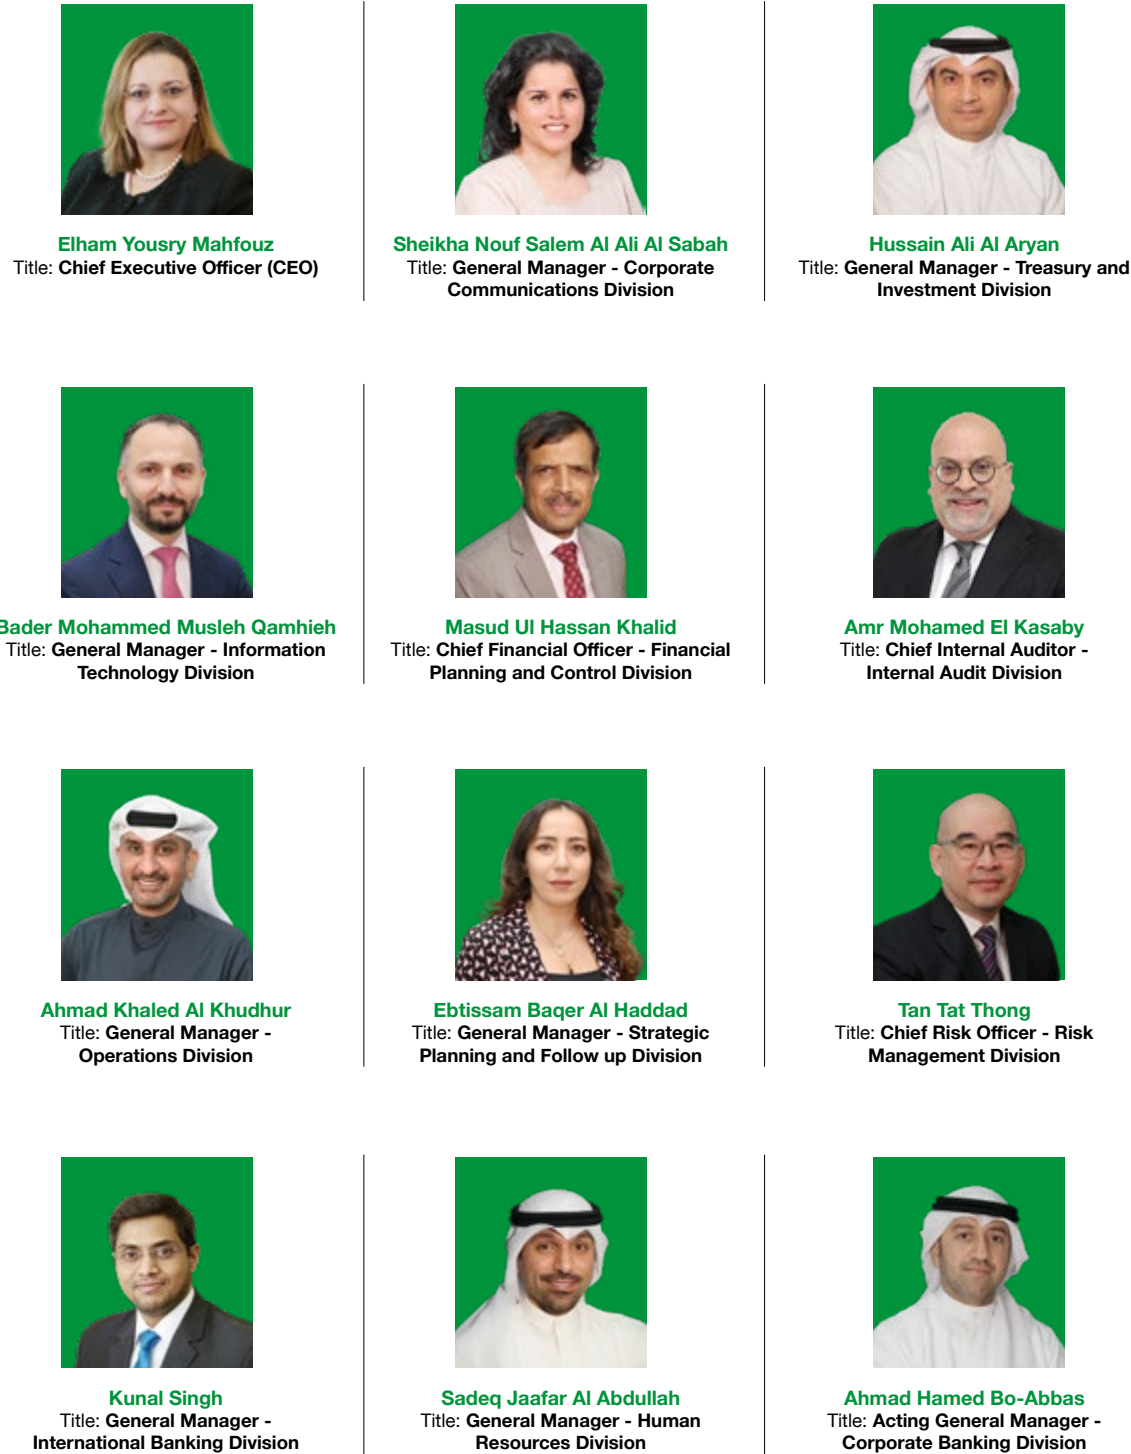 Elham Yousry Mahfouz
Title: Chief Executive Officer (CEO)
Sheikha Nouf Salem Al Ali Al Sabah
Title: General Manager - Corporate
Communications Division
Hussain Ali Al Aryan
Title: General Manager - Treasury and
Investment Division
Bader Mohammed Musleh Qamhieh
Title: General Manager - Information
Technology Division
Masud Ul Hassan Khalid
Title: Chief Financial Officer - Financial
Planning and Control Division
Amr Mohamed El Kasaby
Title: Chief Internal Auditor -
Internal Audit Division
Ahmad Khaled Al Khudhur
Title: General Manager -
Operations Division
Ebtissam Baqer Al Haddad
Title: General Manager - Strategic
Planning and Follow up Division
Tan Tat Thong
Title: Chief Risk Officer - Risk
Management Division
Kunal Singh
Title: General Manager -
International Banking Division
Sadeq Jaafar Al Abdullah
Title: General Manager - Human
Resources Division
Ahmad Hamed Bo-Abbas
Title: Acting General Manager -
Corporate Banking Division